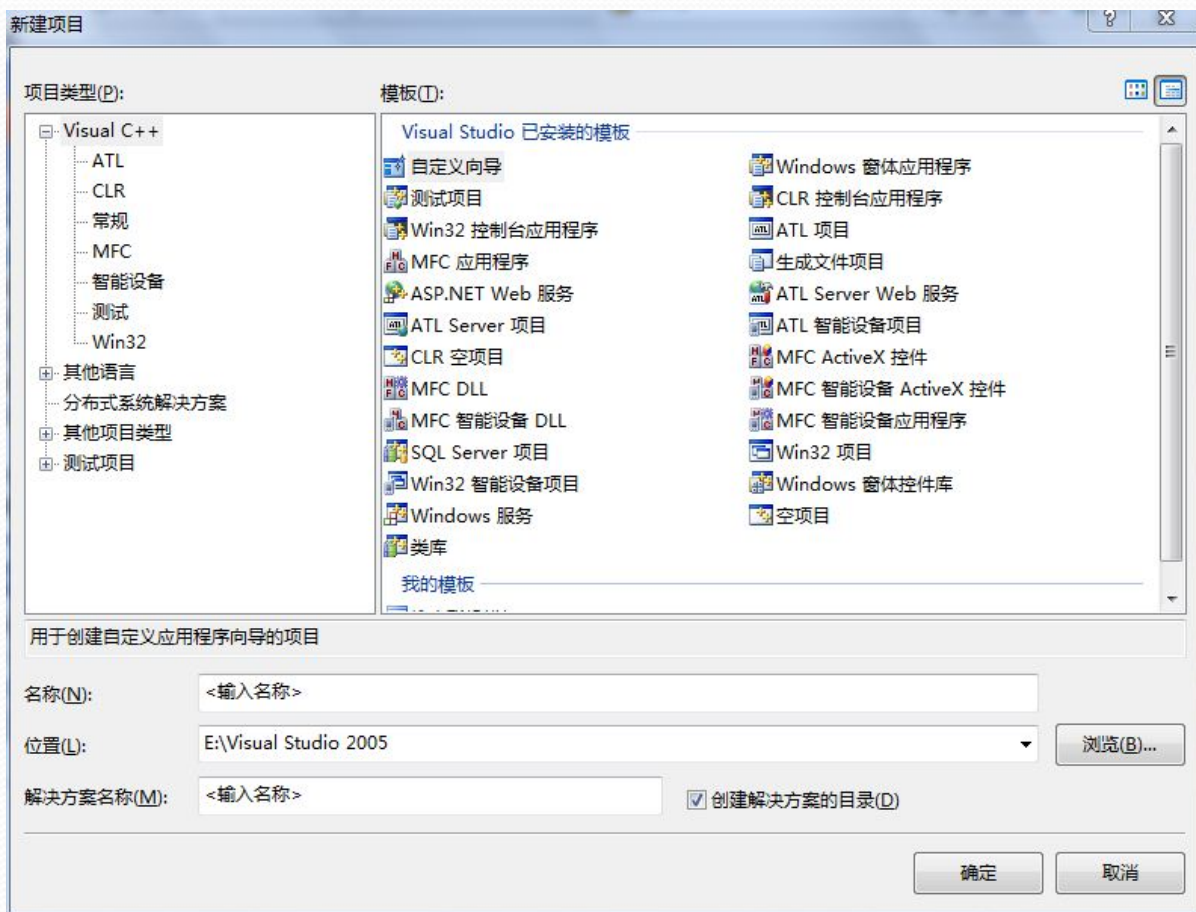 新建项目
项目类型(P):
模板(T):
Visual C++
ATL
CLR
常规
MFC
智能设备
测试
Win32
其他语言
分布式系统解决方案
其他项目类型
测试项目
Visual Studio 已安装的模板
自定义向导
Windows 窗体应用程序
测试项目
CLR 控制台应用程序
Win32 控制台应用程序
ATL 项目
MFC 应用程序
生成文件项目
ASP.NET Web 服务
ATL Server Web 服务
ATL Server 项目
ATL 智能设备项目
CLR 空项目
MFC ActiveX 控件
MFC DLL
MFC 智能设备 ActiveX 控件
MFC 智能设备 DLL
MFC 智能设备应用程序
SQL Server 项目
Win32 项目
Win32 智能设备项目
Windows 窗体控件库
Windows 服务
空项目
类库
我的模板
用于创建自定义应用程序向导的项目
名称(N):
<输入名称>
位置(L):
E:\Visual Studio 2005
浏览(B)...
解决方案名称(M):
<输入名称>
创建解决方案的目录(D)
确定
取消